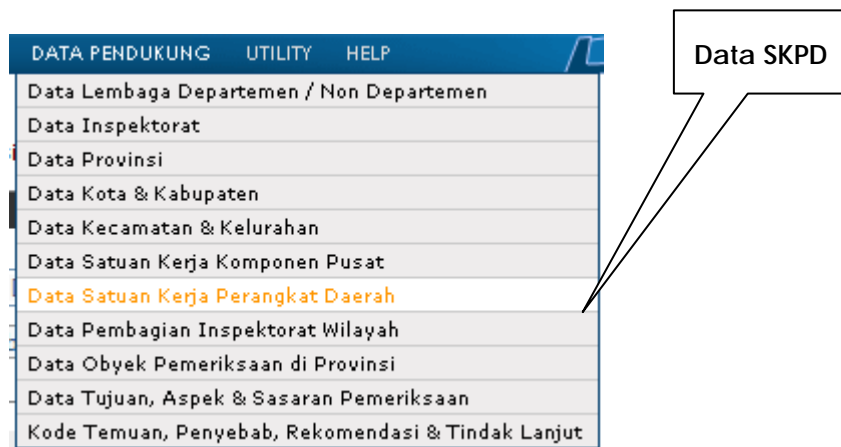 DATA PENDUKUNG UTILITY HELP
Data SKPD
Data Lembaga Departemen / Non Departemen
Data Inspektorat
Data Provinsi
Data Kota & Kabupaten
Data Kecamatan & Kelurahan
Data Satuan Kerja Komponen Pusat
Data Satuan Kerja Perangkat Daerah
Data Pembagian Inspektorat Wilayah
Data Obyek Pemeriksaan di Provinsi
Data Tujuan, Aspek & Sasaran Pemeriksaan
Kode Temuan, Penyebab, Rekomendasi & Tindak Lanjut